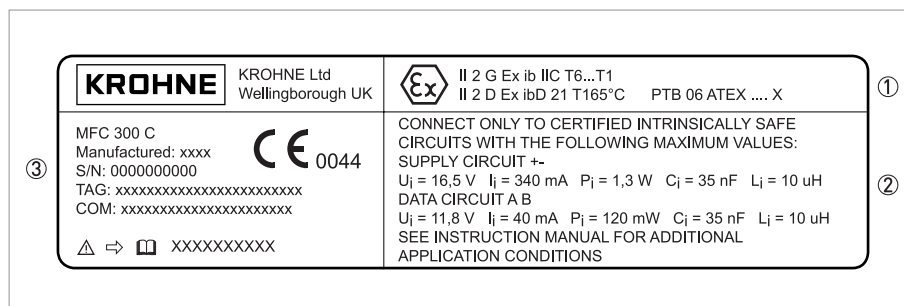 KROHNE
KROHNE Ltd
Wellingborough UK
Ex
II 2 G Ex ib IIC T6...T1
II 2 D Ex ibD 21 T165°C PTB 06 ATEX .... X
①
③
MFC 300 C
Manufactured: xxxx
S/N: 0000000000
TAG: xxxxxxxxxxxxxxxxxxxxxxxx
COM: xxxxxxxxxxxxxxxxxxxxxx
CE 0044
⚠ ⇨ 🕮 XXXXXXXXXX
CONNECT ONLY TO CERTIFIED INTRINSICALLY SAFE
CIRCUITS WITH THE FOLLOWING MAXIMUM VALUES:
SUPPLY CIRCUIT +-
Ui = 16,5 V Ii = 340 mA Pi = 1,3 W Ci = 35 nF Li = 10 uH
DATA CIRCUIT A B
Ui = 11,8 V Ii = 40 mA Pi = 120 mW Ci = 35 nF Li = 10 uH
SEE INSTRUCTION MANUAL FOR ADDITIONAL
APPLICATION CONDITIONS
②